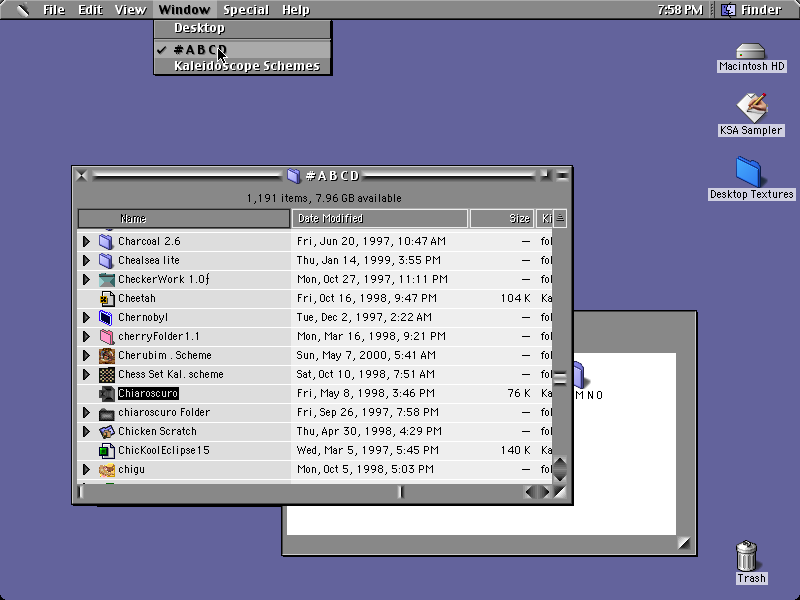 File Edit View Window Special Help 7:58 PM Finder
Desktop
✓ #ABCD
Kaleidoscope Schemes
Macintosh HD
KSA Sampler
Desktop Textures
#ABCD
1,191 items, 7.96 GB available
Name Date Modified Size Ki
Charcoal 2.6 Fri, Jun 20, 1997, 10:47 AM — fol
Chealsea lite Thu, Jan 14, 1999, 3:55 PM — fol
CheckerWork 1.0ƒ Mon, Oct 27, 1997, 11:11 PM — fol
Cheetah Fri, Oct 16, 1998, 9:47 PM 104 K Ka
Chernobyl Tue, Dec 2, 1997, 2:22 AM — fol
cherryFolder1.1 Mon, Mar 16, 1998, 9:21 PM — fol
Cherubim . Scheme Sun, May 7, 2000, 5:41 AM — fol
Chess Set Kal. scheme Sat, Oct 10, 1998, 7:51 AM — fol
Chiaroscuro Fri, May 8, 1998, 3:46 PM 76 K Ka
chiaroscuro Folder Fri, Sep 26, 1997, 7:58 PM — fol
Chicken Scratch Thu, Apr 30, 1998, 4:29 PM — fol
ChicKoolEclipse15 Wed, Mar 5, 1997, 5:45 PM 140 K Ka
chigu Mon, Oct 5, 1998, 5:03 PM — fol
MNO
Trash